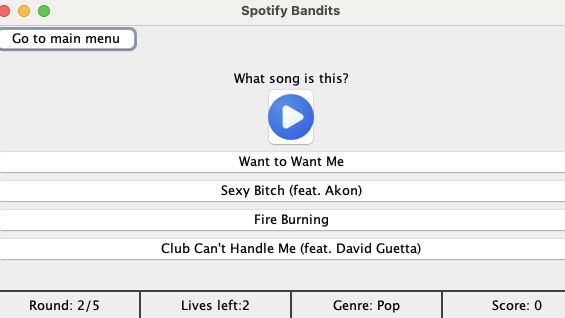 Spotify Bandits
Go to main menu
What song is this?
Want to Want Me
Sexy Bitch (feat. Akon)
Fire Burning
Club Can't Handle Me (feat. David Guetta)
Round: 2/5
Lives left:2
Genre: Pop
Score: 0